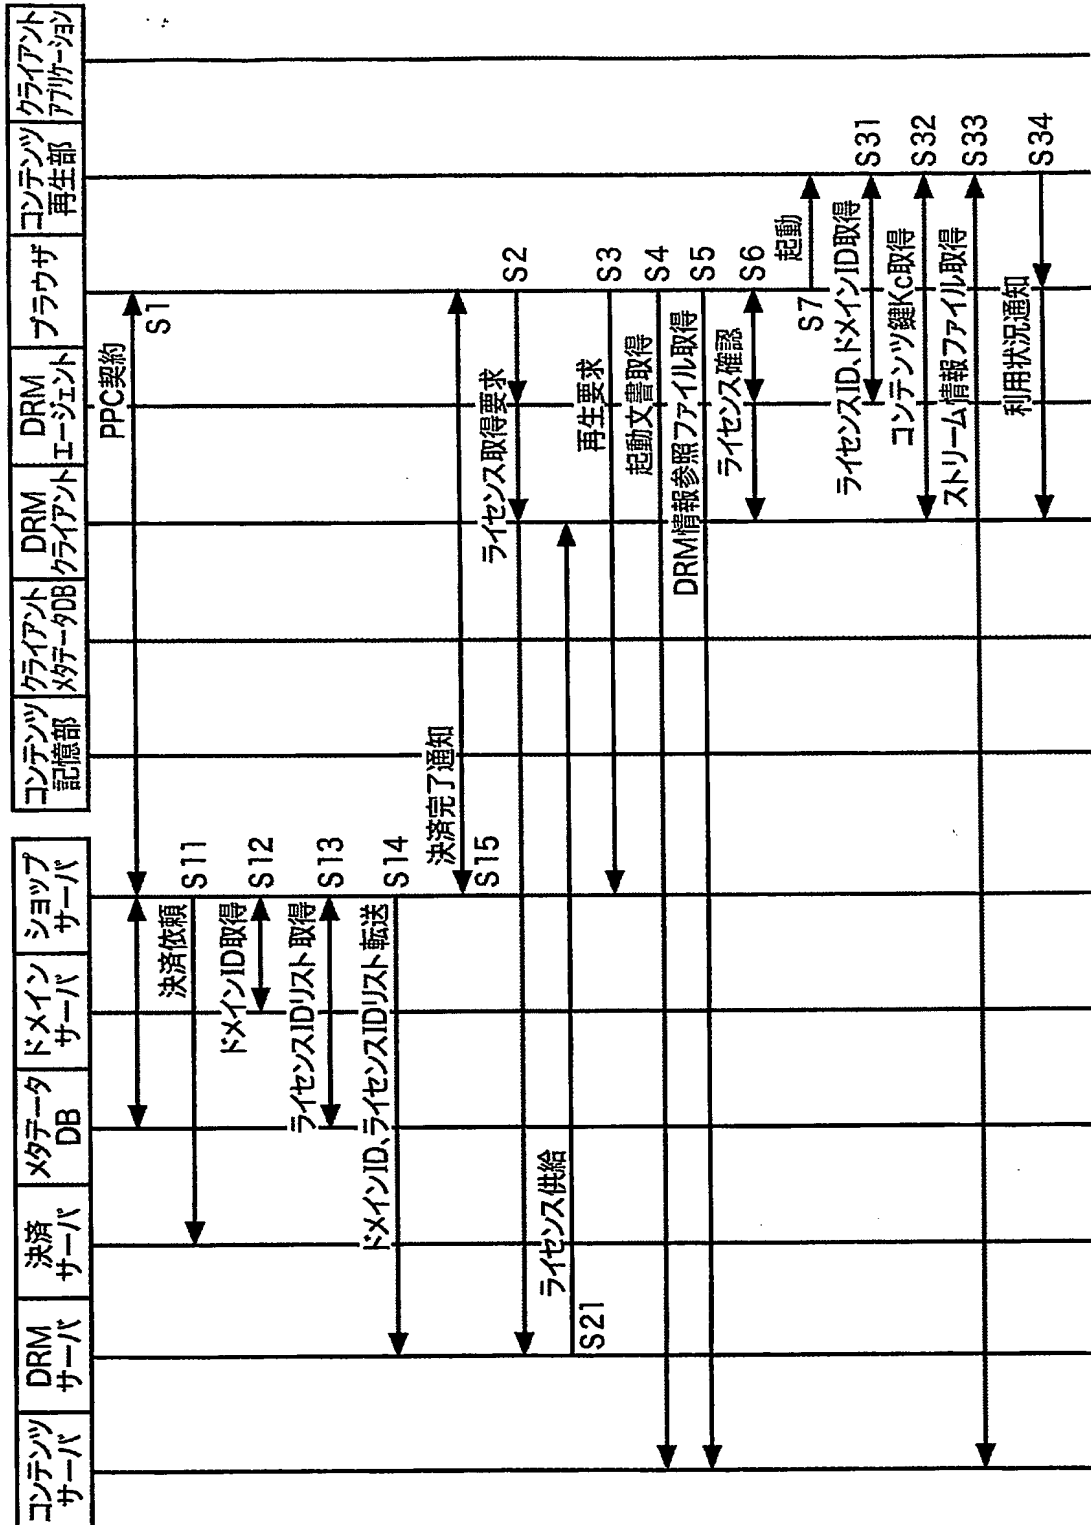 コンテンツ
サーバ
DRM
サーバ
決済
サーバ
メタデータ
DB
ドメイン
サーバ
ショップ
サーバ
コンテンツ
記憶部
クライアント
メタデータDB
DRM
クライアント
DRM
エージェント
ブラウザ
コンテンツ
再生部
クライアント
アプリケーション
PPC契約
S1
決済依頼
S11
ドメインID取得
S12
ライセンスIDリスト取得
S13
ドメインID、ライセンスIDリスト転送
S14
決済完了通知
S15
ライセンス取得要求
S2
ライセンス供給
S21
再生要求
S3
起動文書取得
S4
DRM情報参照ファイル取得
S5
ライセンス確認
S6
起動
S7
ライセンスID、ドメインID取得
S31
コンテンツ鍵Kc取得
S32
ストリーム情報ファイル取得
S33
利用状況通知
S34